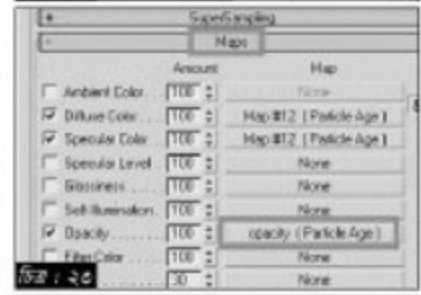 + SuperSampling
- Maps
Amount Map
Ambient Color . . . 100 None
Diffuse Color . . . 100 Map #12 ( Particle Age )
Specular Color . . 100 Map #12 ( Particle Age )
Specular Level . . 100 None
Glossiness . . . . . 100 None
Self-Illumination . 100 None
Opacity . . . . . . . . 100 opacity ( Particle Age )
Filter Color . . . . . 100 None
চিত্র : ২৩ 30 None